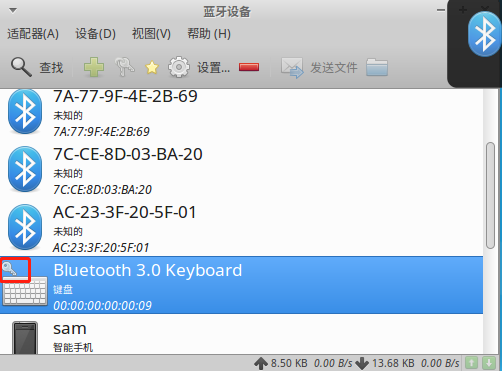 蓝牙设备
适配器(A) 设备(D) 视图(V) 帮助 (H)
查找 设置... 发送文件
7A-77-9F-4E-2B-69
未知的
7A:77:9F:4E:2B:69
7C-CE-8D-03-BA-20
未知的
7C:CE:8D:03:BA:20
AC-23-3F-20-5F-01
未知的
AC:23:3F:20:5F:01
Bluetooth 3.0 Keyboard
键盘
00:00:00:00:00:09
sam
智能手机
8.50 KB 0.00 B/s 13.68 KB 0.00 B/s